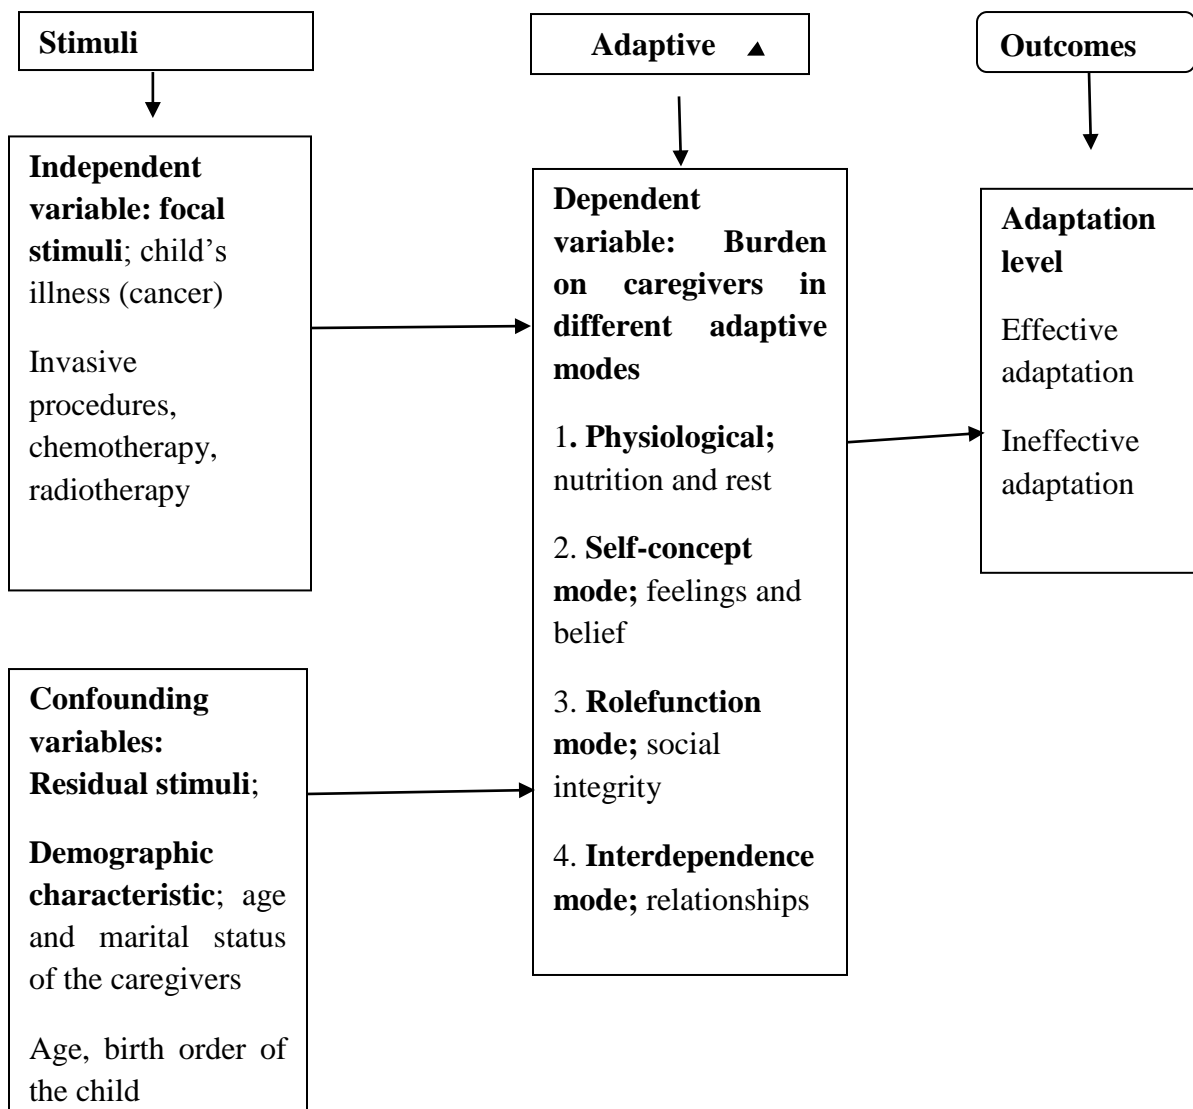 Stimuli
Adaptive
Outcomes
Independent
variable: focal
stimuli; child’s
illness (cancer)
Invasive
procedures,
chemotherapy,
radiotherapy
Confounding
variables:
Residual stimuli;
Demographic
characteristic; age
and marital status
of the caregivers
Age, birth order of
the child
Dependent
variable: Burden
on caregivers in
different adaptive
modes
1. Physiological;
nutrition and rest
2. Self-concept
mode; feelings and
belief
3. Rolefunction
mode; social
integrity
4. Interdependence
mode; relationships
Adaptation
level
Effective
adaptation
Ineffective
adaptation